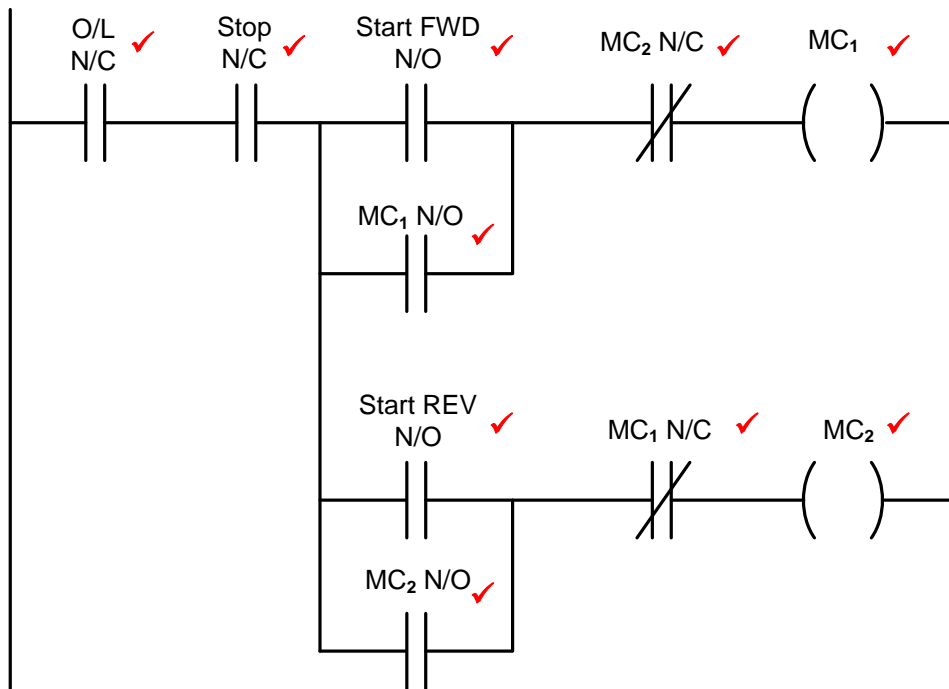 O/L
N/C
Stop
N/C
Start FWD
N/O
MC₂ N/C
MC₁
MC₁ N/O
Start REV
N/O
MC₁ N/C
MC₂
MC₂ N/O